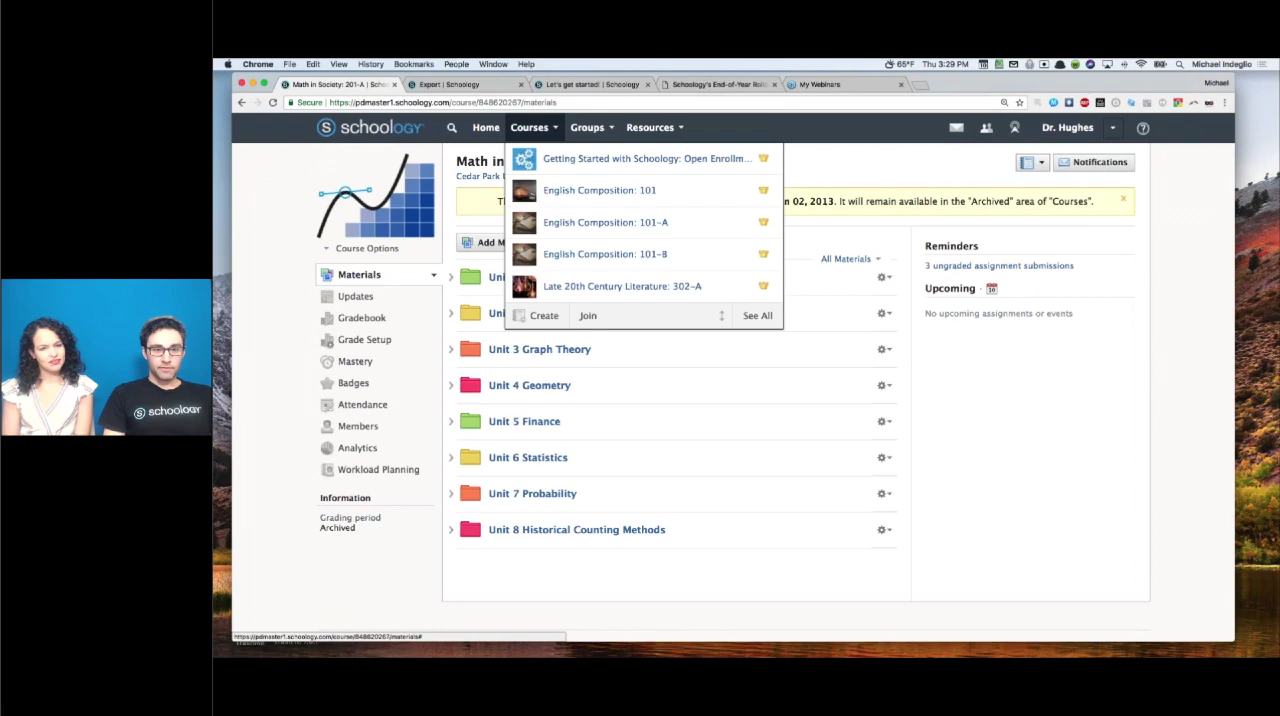 Chrome File Edit View History Bookmarks People Window Help
65°F Thu 3:29 PM Michael Indeglio
Math in Society: 201-A | Scho
Export | Schoology
Let's get started! | Schoology
Schoology's End-of-Year Roll
My Webinars
Michael
Secure https://pdmaster1.schoology.com/course/848620267/materials
S schoology Home Courses Groups Resources Dr. Hughes
Math in
Cedar Park
Notifications
Getting Started with Schoology: Open Enrollm...
English Composition: 101
English Composition: 101-A
English Composition: 101-B
Late 20th Century Literature: 302-A
Create Join See All
02, 2013. It will remain available in the "Archived" area of "Courses".
Course Options
Add M
All Materials
Materials
Updates
Gradebook
Grade Setup
Mastery
Badges
Attendance
Members
Analytics
Workload Planning
Information
Grading period
Archived
Unit 3 Graph Theory
Unit 4 Geometry
Unit 5 Finance
Unit 6 Statistics
Unit 7 Probability
Unit 8 Historical Counting Methods
Reminders
3 ungraded assignment submissions
Upcoming
No upcoming assignments or events
S schoology
https://pdmaster1.schoology.com/course/848620267/materials#